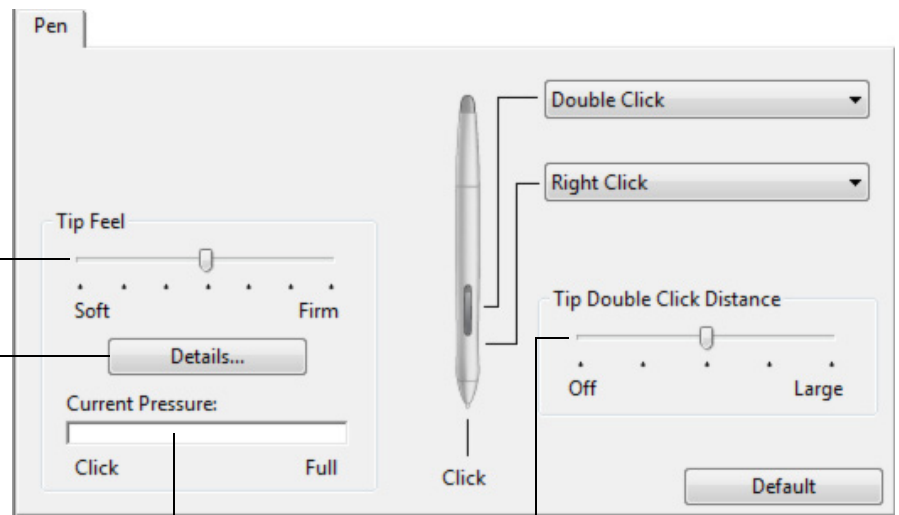 Pen
Double Click
Right Click
Tip Feel
Soft Firm
Details...
Current Pressure:
Click Full
Click
Tip Double Click Distance
Off Large
Default